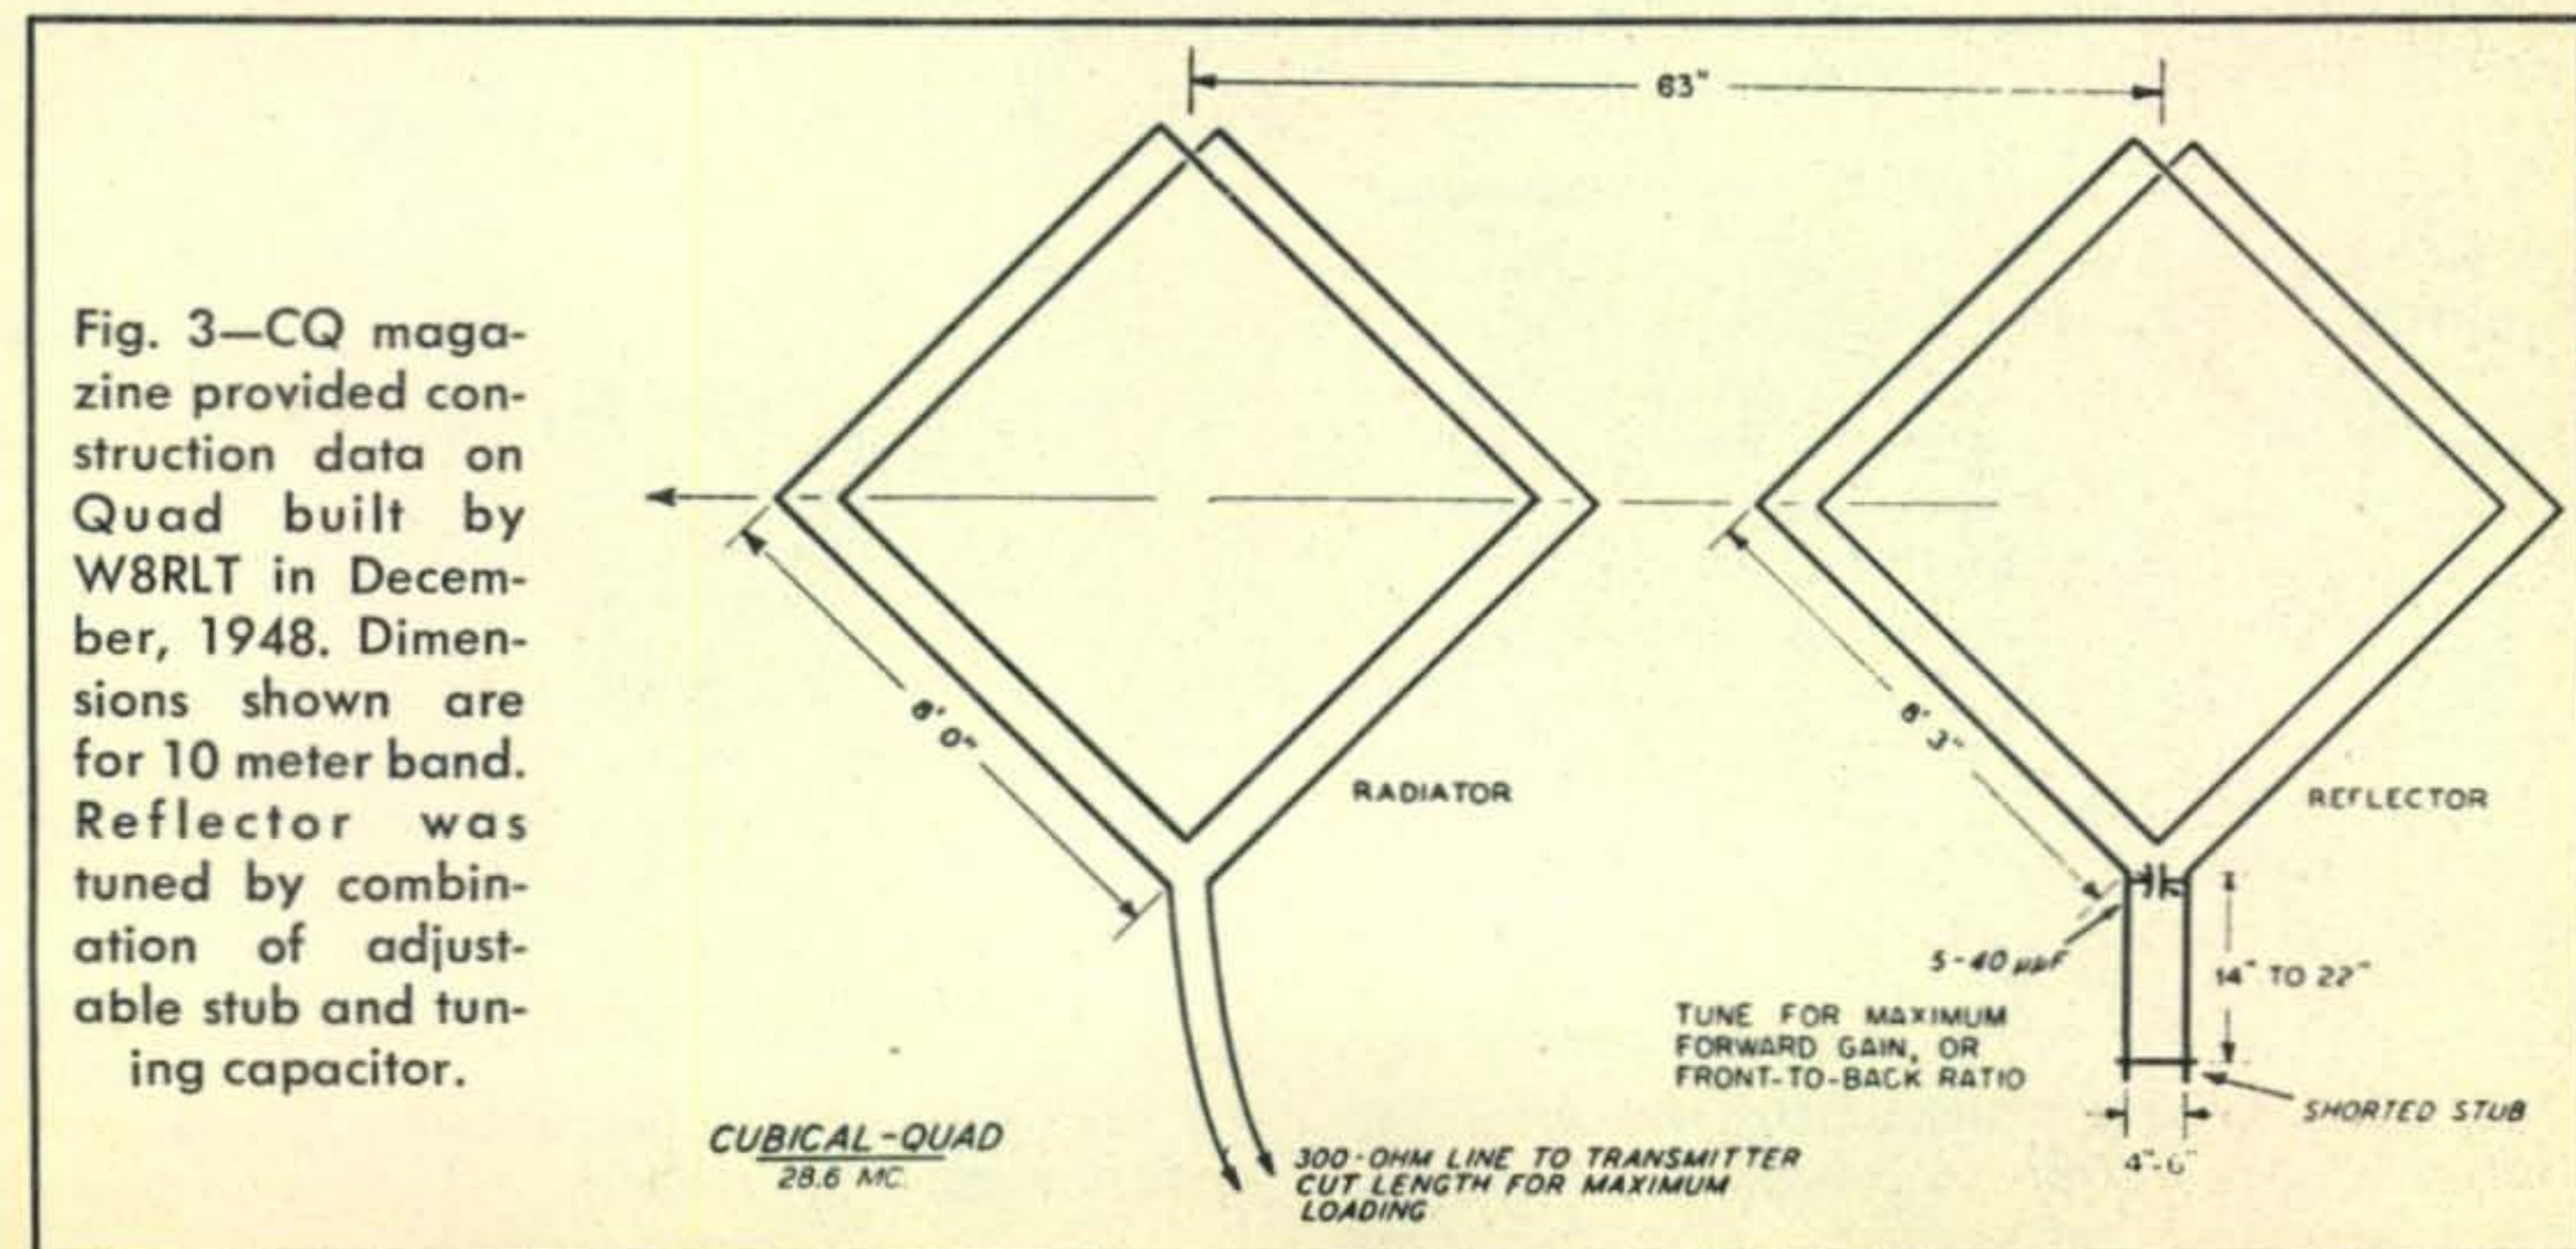 Fig. 3—CQ maga-
zine provided con-
struction data on
Quad built by
W8RLT in Decem-
ber, 1948. Dimen-
sions shown are
for 10 meter band.
Reflector was
tuned by combin-
ation of adjust-
able stub and tun-
ing capacitor.
63"
8' 0"
RADIATOR
8' 3"
REFLECTOR
5-40 μμF
14" TO 22"
TUNE FOR MAXIMUM
FORWARD GAIN, OR
FRONT-TO-BACK RATIO
SHORTED STUB
4"-6"
CUBICAL-QUAD
28.6 MC.
300-OHM LINE TO TRANSMITTER
CUT LENGTH FOR MAXIMUM
LOADING